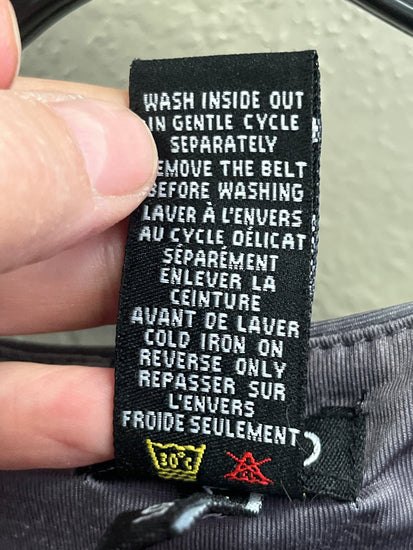 WASH INSIDE OUT
IN GENTLE CYCLE
SEPARATELY
REMOVE THE BELT
BEFORE WASHING
LAVER À L'ENVERS
AU CYCLE DÉLICAT
SÉPARÉMENT
ENLEVER LA
CEINTURE
AVANT DE LAVER
COLD IRON ON
REVERSE ONLY
REPASSER SUR
L'ENVERS
FROIDE SEULEMENT
30°C